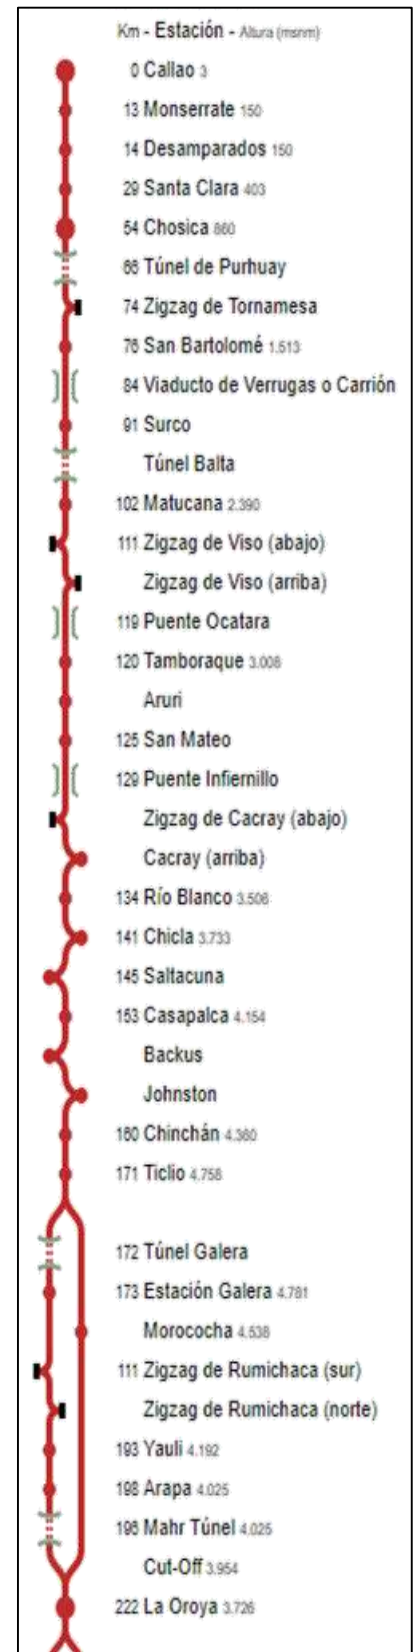 Km - Estación - Altura (msnm)
0 Callao 3
13 Monserrate 150
14 Desamparados 150
29 Santa Clara 403
54 Chosica 860
66 Túnel de Purhuay
74 Zigzag de Tornamesa
76 San Bartolomé 1.513
84 Viaducto de Verrugas o Carrión
91 Surco
Túnel Balta
102 Matucana 2.390
111 Zigzag de Viso (abajo)
Zigzag de Viso (arriba)
119 Puente Ocatara
120 Tamboraque 3.008
Aruri
125 San Mateo
129 Puente Infiernillo
Zigzag de Cacray (abajo)
Cacray (arriba)
134 Río Blanco 3.506
141 Chicla 3.733
145 Saltacuna
153 Casapalca 4.154
Backus
Johnston
160 Chinchán 4.360
171 Ticlio 4.758
172 Túnel Galera
173 Estación Galera 4.781
Morococha 4.538
111 Zigzag de Rumichaca (sur)
Zigzag de Rumichaca (norte)
193 Yauli 4.192
198 Arapa 4.025
198 Mahr Túnel 4.025
Cut-Off 3.954
222 La Oroya 3.726